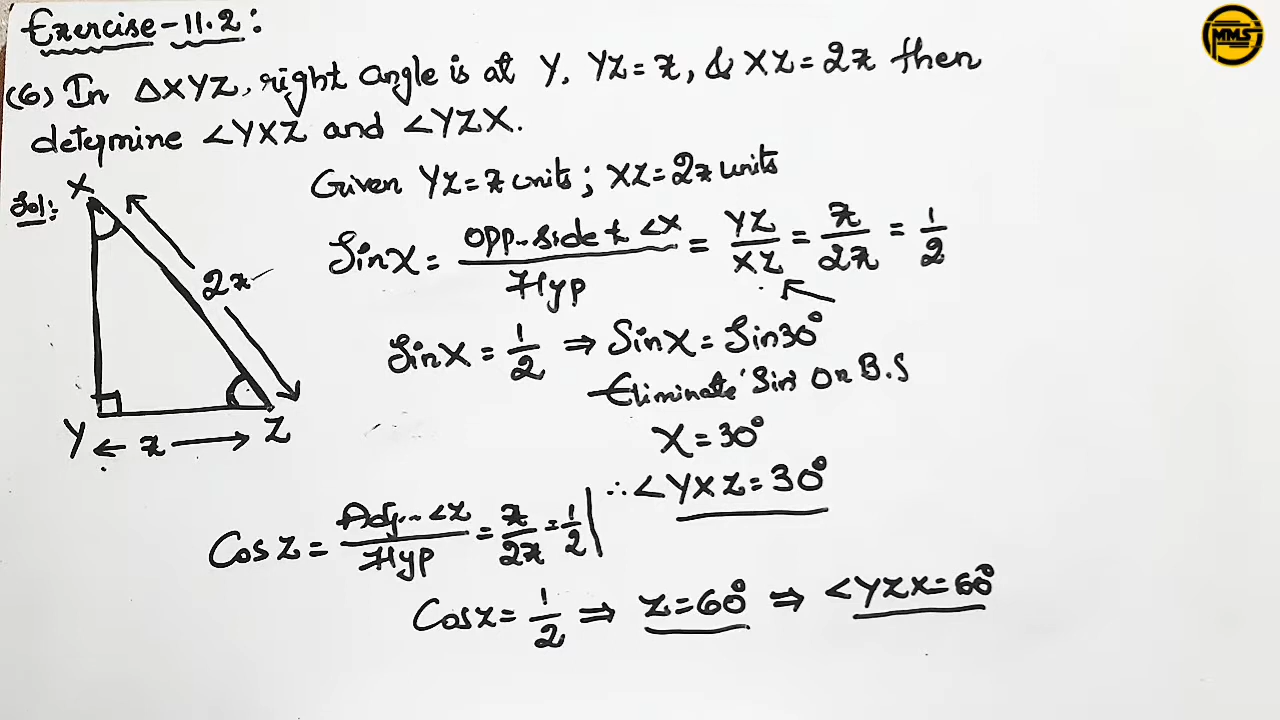 Exercise-11.2:
(6) In ΔXYZ, right angle is at Y, YZ = x, & XZ = 2x then
determine ∠YXZ and ∠YZX.
Sol:
Given YZ = x units; XZ = 2x units
X
2x
Y
x
Z
Sin X = Opp. side to ∠X / Hyp = YZ / XZ = x / 2x = 1/2
Sin X = 1/2 ⇒ Sin X = Sin 30°
Eliminate 'Sin' On B.S
X = 30°
∴ ∠YXZ = 30°
Cos Z = Adj. ∠Z / Hyp = x / 2x = 1/2
Cos z = 1/2 ⇒ Z = 60° ⇒ ∠YZX = 60°
MMS